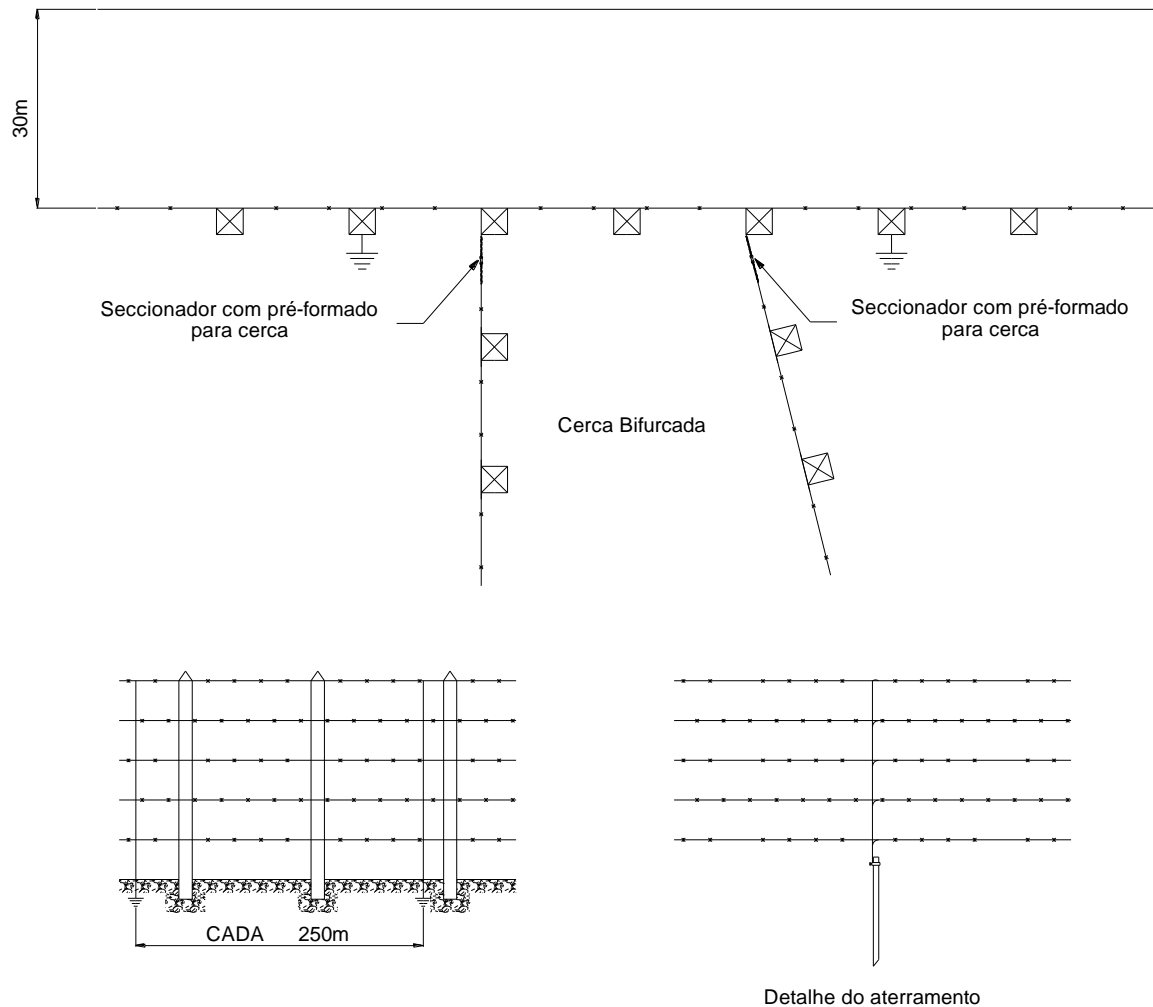 30m
Seccionador com pré-formado
para cerca
Seccionador com pré-formado
para cerca
Cerca Bifurcada
CADA 250m
Detalhe do aterramento